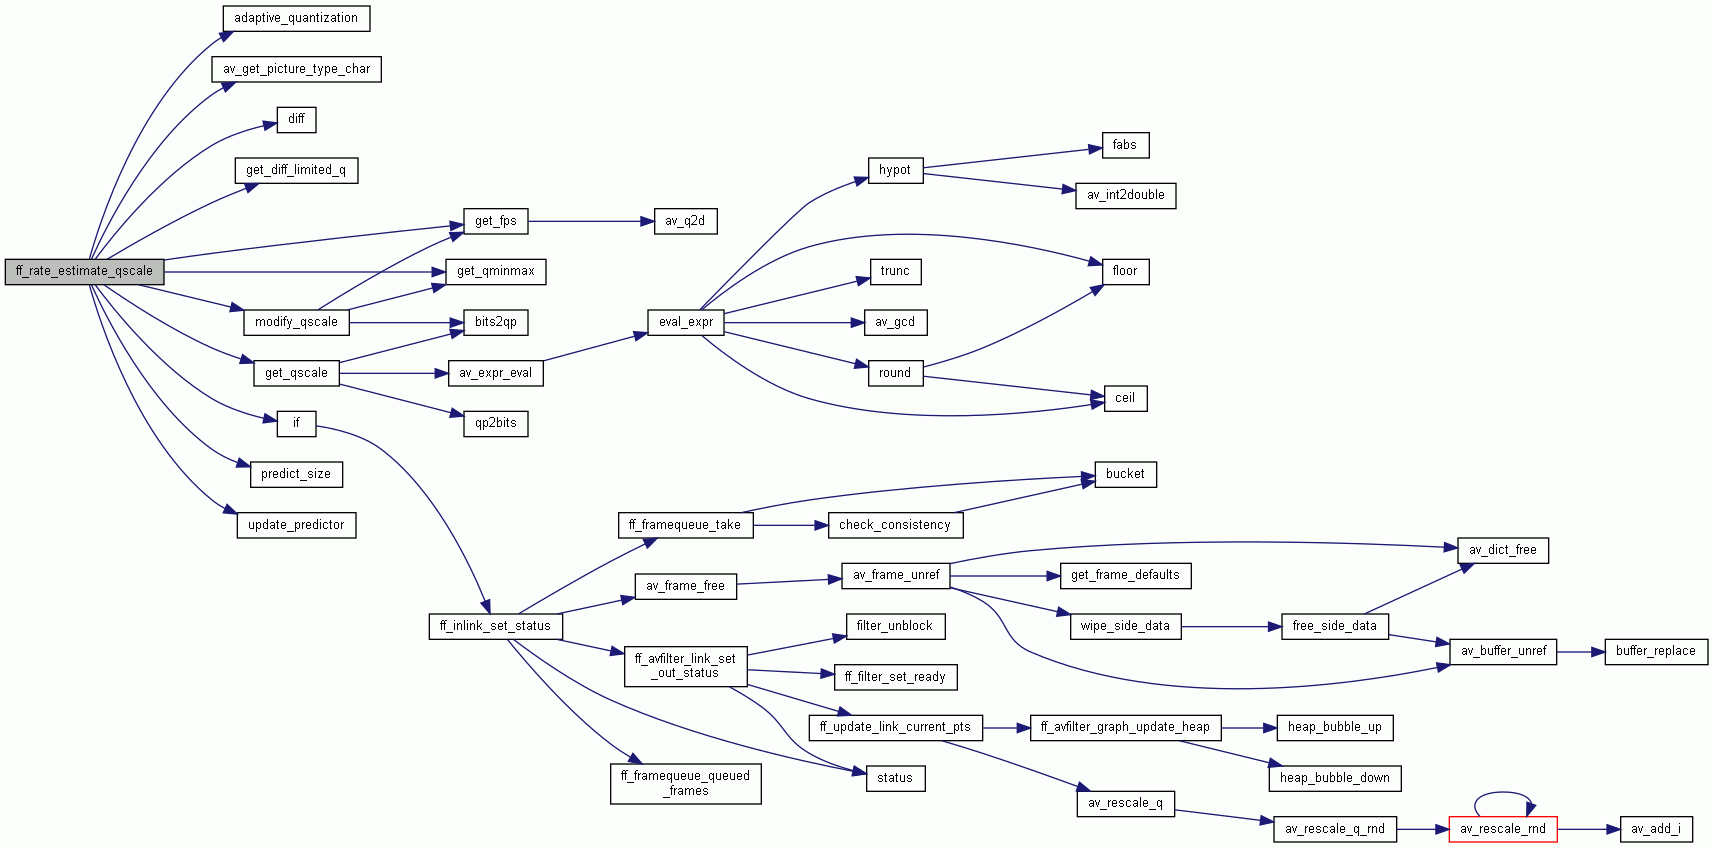 adaptive_quantization
av_get_picture_type_char
diff
fabs
get_diff_limited_q
hypot
av_int2double
get_fps
av_q2d
ff_rate_estimate_qscale
get_qminmax
trunc
floor
modify_qscale
bits2qp
eval_expr
av_gcd
get_qscale
av_expr_eval
round
ceil
if
qp2bits
predict_size
bucket
update_predictor
ff_framequeue_take
check_consistency
av_dict_free
av_frame_free
av_frame_unref
get_frame_defaults
ff_inlink_set_status
filter_unblock
wipe_side_data
free_side_data
av_buffer_unref
buffer_replace
ff_avfilter_link_set
_out_status
ff_filter_set_ready
ff_update_link_current_pts
ff_avfilter_graph_update_heap
heap_bubble_up
ff_framequeue_queued
_frames
status
heap_bubble_down
av_rescale_q
av_rescale_q_rnd
av_rescale_rnd
av_add_i